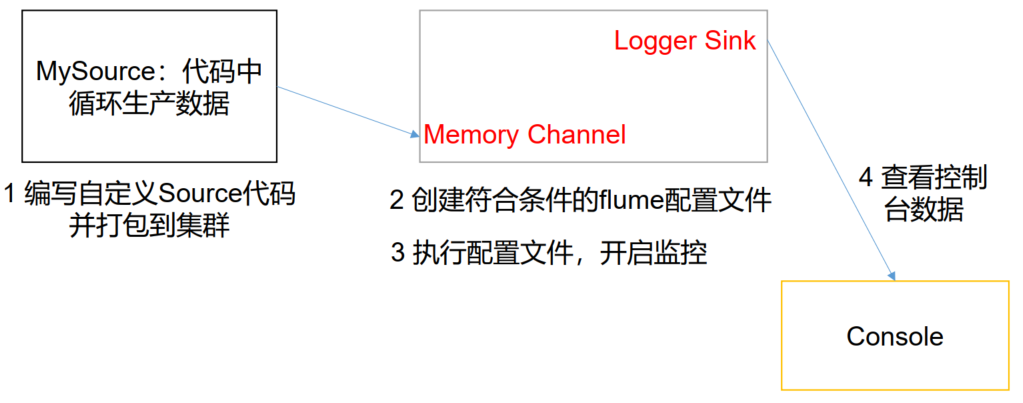 MySource：代码中
循环生产数据
Logger Sink
Memory Channel
1 编写自定义Source代码
并打包到集群
2 创建符合条件的flume配置文件
3 执行配置文件，开启监控
4 查看控制
台数据
Console